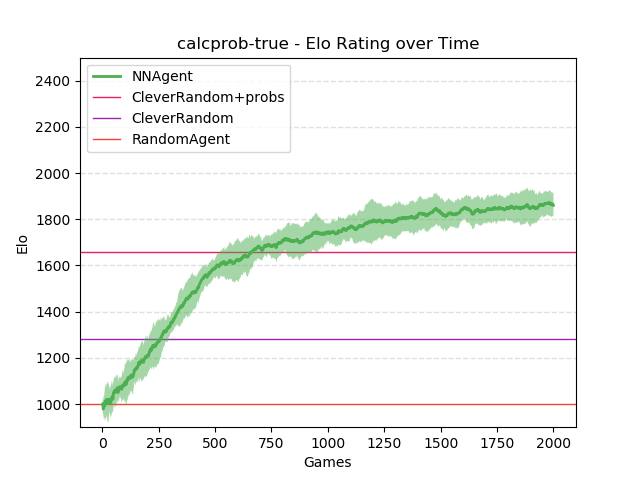 calcprob-true - Elo Rating over Time
NNAgent
CleverRandom+probs
CleverRandom
RandomAgent
2400
2200
2000
1800
1600
1400
1200
1000
Elo
0
250
500
750
1000
1250
1500
1750
2000
Games